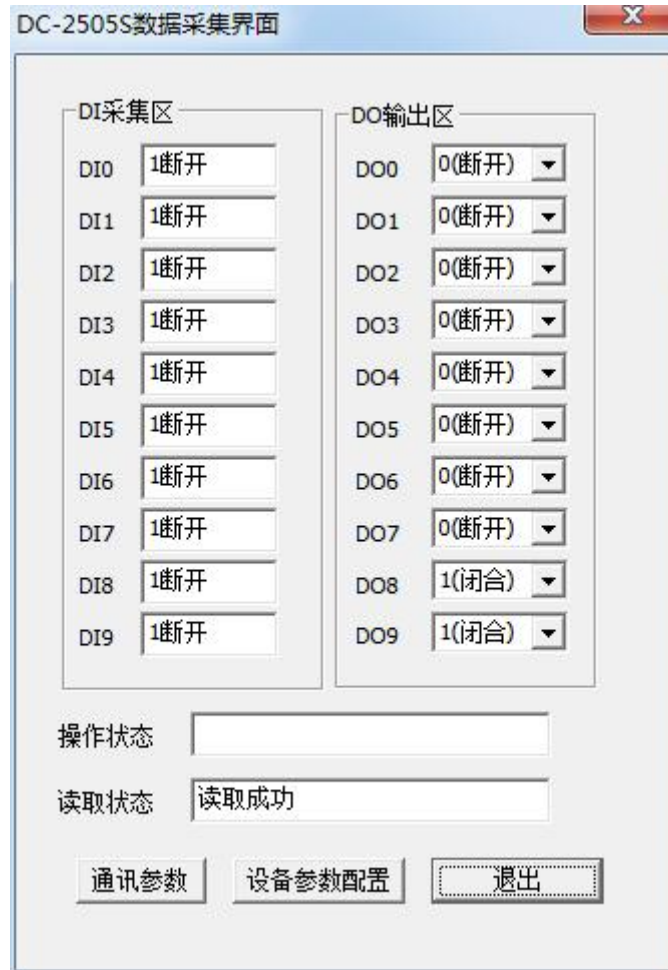 DC-2505S数据采集界面
DI采集区
DO输出区
DI0 1断开 DO0 0(断开)
DI1 1断开 DO1 0(断开)
DI2 1断开 DO2 0(断开)
DI3 1断开 DO3 0(断开)
DI4 1断开 DO4 0(断开)
DI5 1断开 DO5 0(断开)
DI6 1断开 DO6 0(断开)
DI7 1断开 DO7 0(断开)
DI8 1断开 DO8 1(闭合)
DI9 1断开 DO9 1(闭合)
操作状态
读取状态 读取成功
通讯参数 设备参数配置 退出